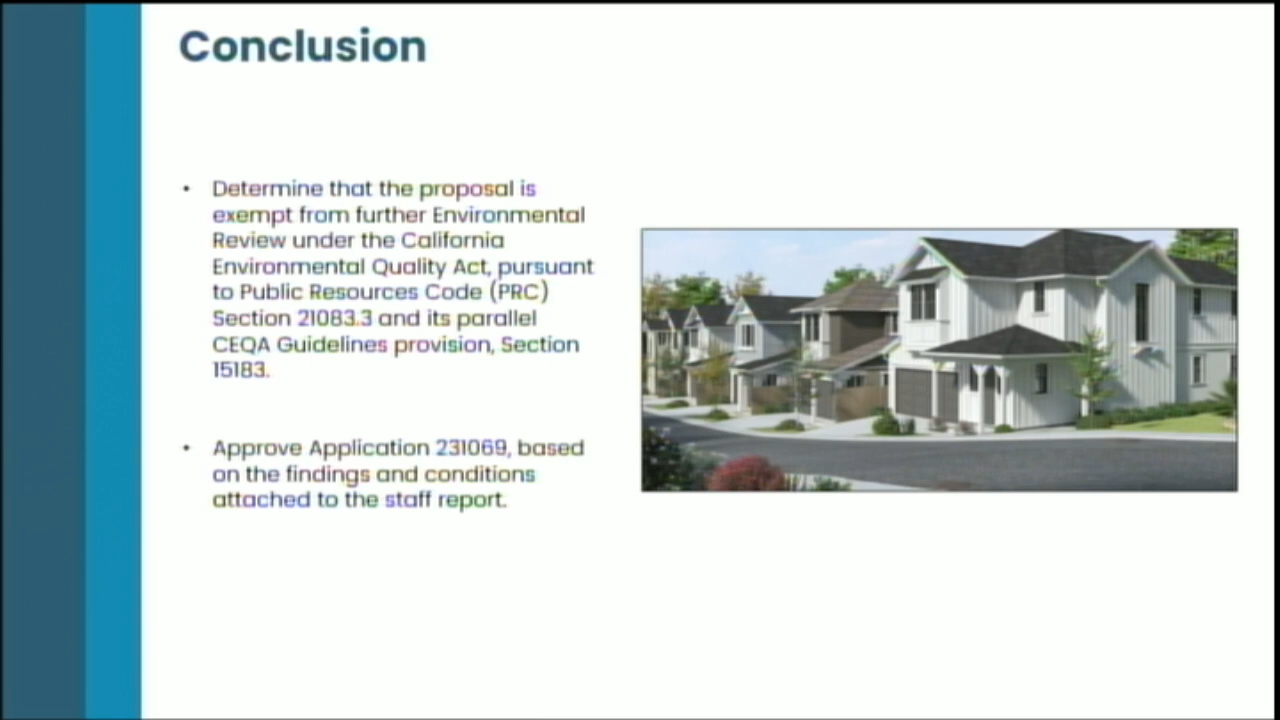 Conclusion
• Determine that the proposal is
exempt from further Environmental
Review under the California
Environmental Quality Act, pursuant
to Public Resources Code (PRC)
Section 21083.3 and its parallel
CEQA Guidelines provision, Section
15183.
• Approve Application 231069, based
on the findings and conditions
attached to the staff report.